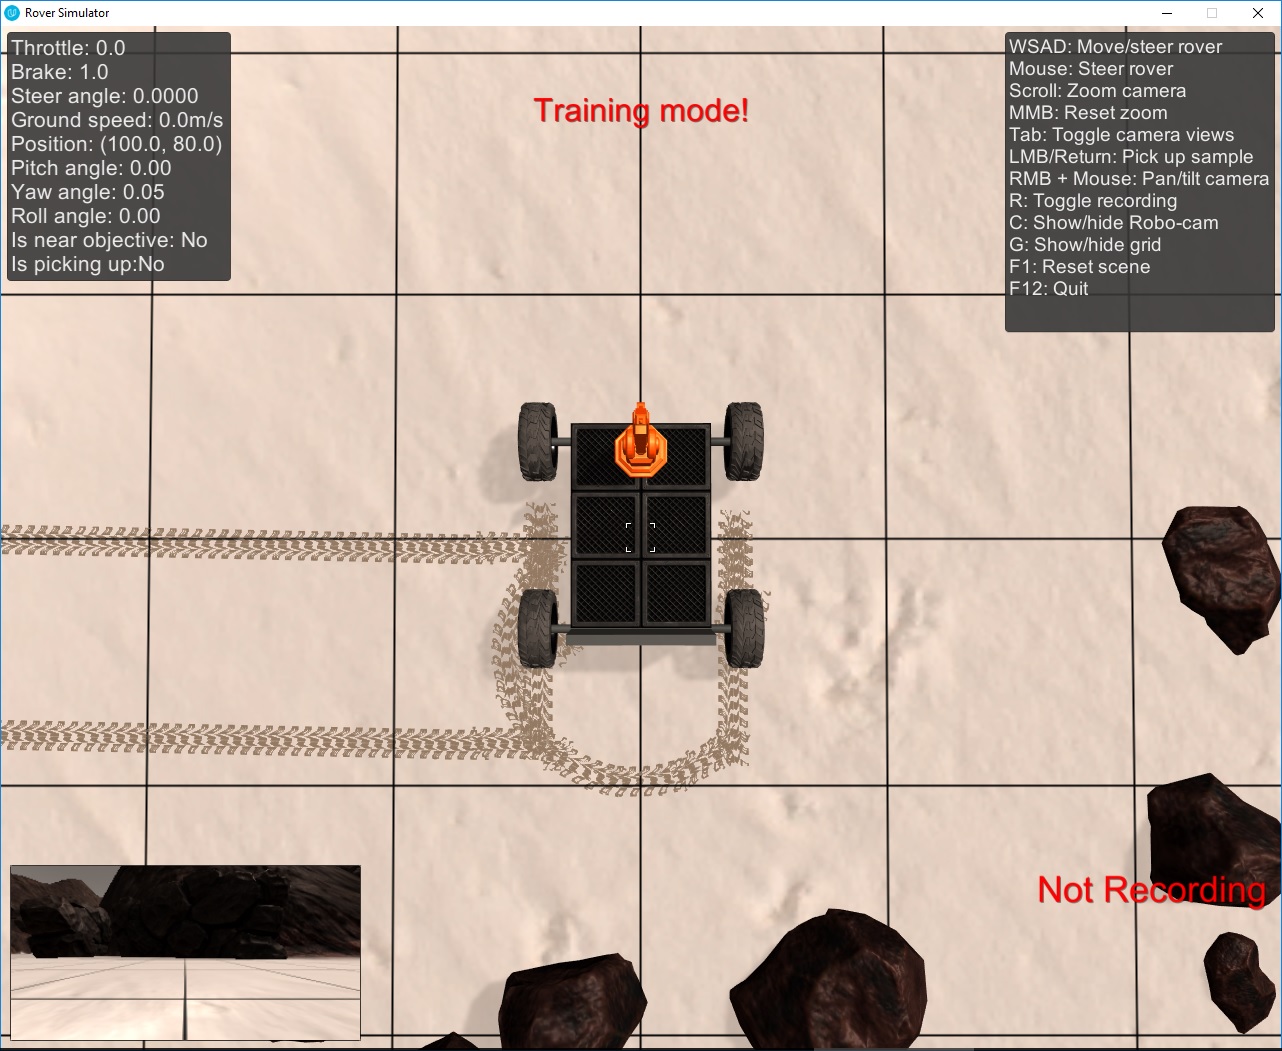 Rover Simulator
Throttle: 0.0
Brake: 1.0
Steer angle: 0.0000
Ground speed: 0.0m/s
Position: (100.0, 80.0)
Pitch angle: 0.00
Yaw angle: 0.05
Roll angle: 0.00
Is near objective: No
Is picking up:No
Training mode!
WSAD: Move/steer rover
Mouse: Steer rover
Scroll: Zoom camera
MMB: Reset zoom
Tab: Toggle camera views
LMB/Return: Pick up sample
RMB + Mouse: Pan/tilt camera
R: Toggle recording
C: Show/hide Robo-cam
G: Show/hide grid
F1: Reset scene
F12: Quit
Not Recording